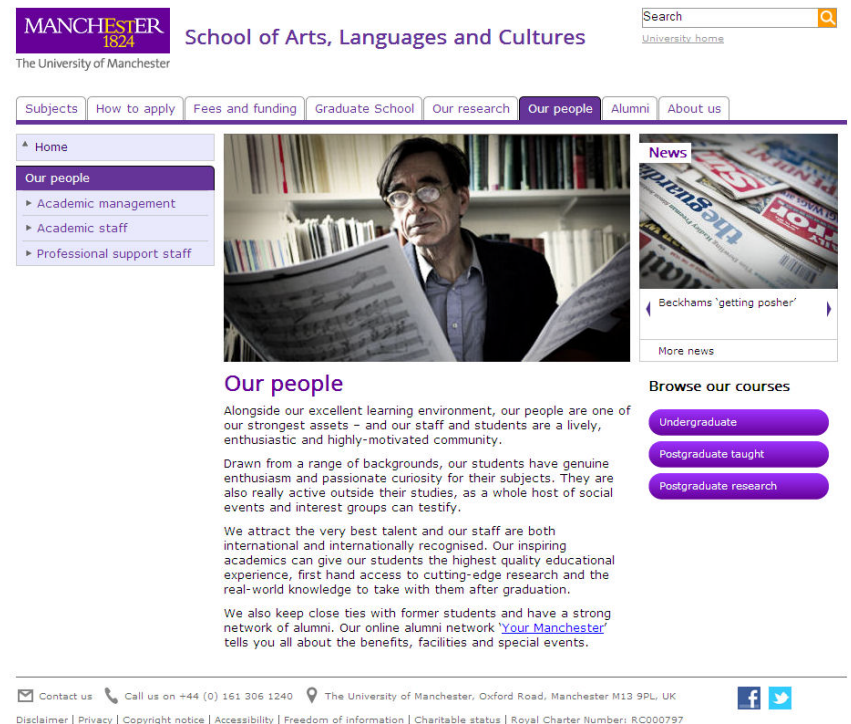 MANCHESTER
1824
The University of Manchester
School of Arts, Languages and Cultures
Search
University home
Subjects
How to apply
Fees and funding
Graduate School
Our research
Our people
Alumni
About us
Home
Our people
Academic management
Academic staff
Professional support staff
News
theguardian
Beckhams ‘getting posher’
More news
Our people
Alongside our excellent learning environment, our people are one of
our strongest assets – and our staff and students are a lively,
enthusiastic and highly-motivated community.
Drawn from a range of backgrounds, our students have genuine
enthusiasm and passionate curiosity for their subjects. They are
also really active outside their studies, as a whole host of social
events and interest groups can testify.
We attract the very best talent and our staff are both
international and internationally recognised. Our inspiring
academics can give our students the highest quality educational
experience, first hand access to cutting-edge research and the
real-world knowledge to take with them after graduation.
We also keep close ties with former students and have a strong
network of alumni. Our online alumni network ‘Your Manchester’
tells you all about the benefits, facilities and special events.
Browse our courses
Undergraduate
Postgraduate taught
Postgraduate research
Contact us
Call us on +44 (0) 161 306 1240
The University of Manchester, Oxford Road, Manchester M13 9PL, UK
Disclaimer | Privacy | Copyright notice | Accessibility | Freedom of information | Charitable status | Royal Charter Number: RC000797